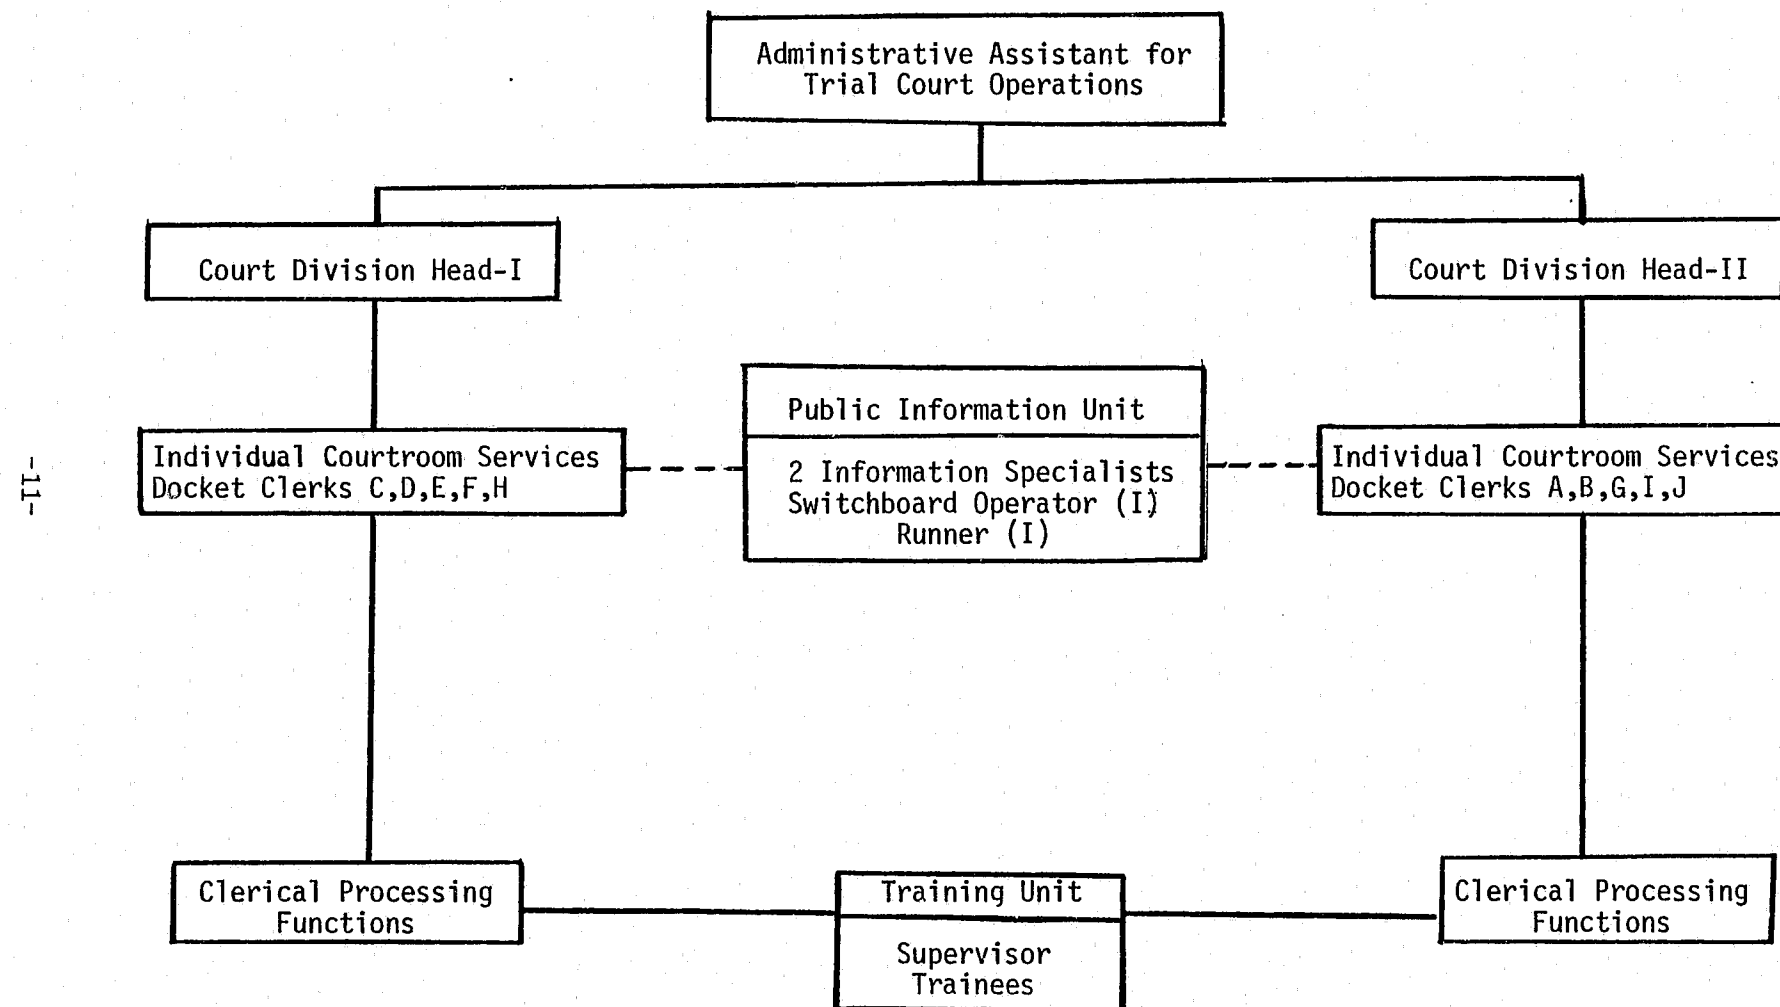 Administrative Assistant for
Trial Court Operations
Court Division Head-I
Court Division Head-II
Public Information Unit
2 Information Specialists
Switchboard Operator (I)
Runner (I)
Individual Courtroom Services
Docket Clerks C,D,E,F,H
Individual Courtroom Services
Docket Clerks A,B,G,I,J
-11-
Clerical Processing
Functions
Training Unit
Supervisor
Trainees
Clerical Processing
Functions